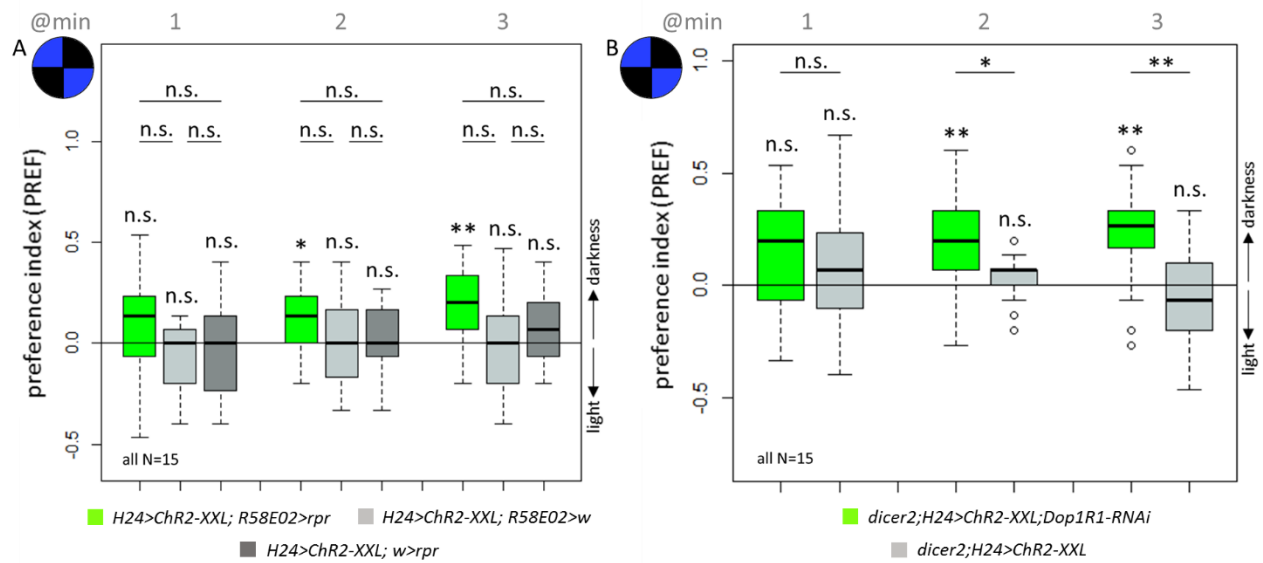 @min 1 2 3
A
n.s. n.s. n.s.
n.s. n.s. n.s. n.s. n.s. n.s.
n.s. n.s. n.s.
* n.s. n.s.
** n.s. n.s.
preference index (PREF)
1.0
0.5
0.0
-0.5
darkness
light
all N=15
H24>ChR2-XXL; R58E02>rpr H24>ChR2-XXL; R58E02>w
H24>ChR2-XXL; w>rpr
@min 1 2 3
B
n.s. * **
n.s. n.s.
** n.s.
** n.s.
preference index (PREF)
1.0
0.5
0.0
-0.5
darkness
light
all N=15
dicer2;H24>ChR2-XXL;Dop1R1-RNAi
dicer2;H24>ChR2-XXL